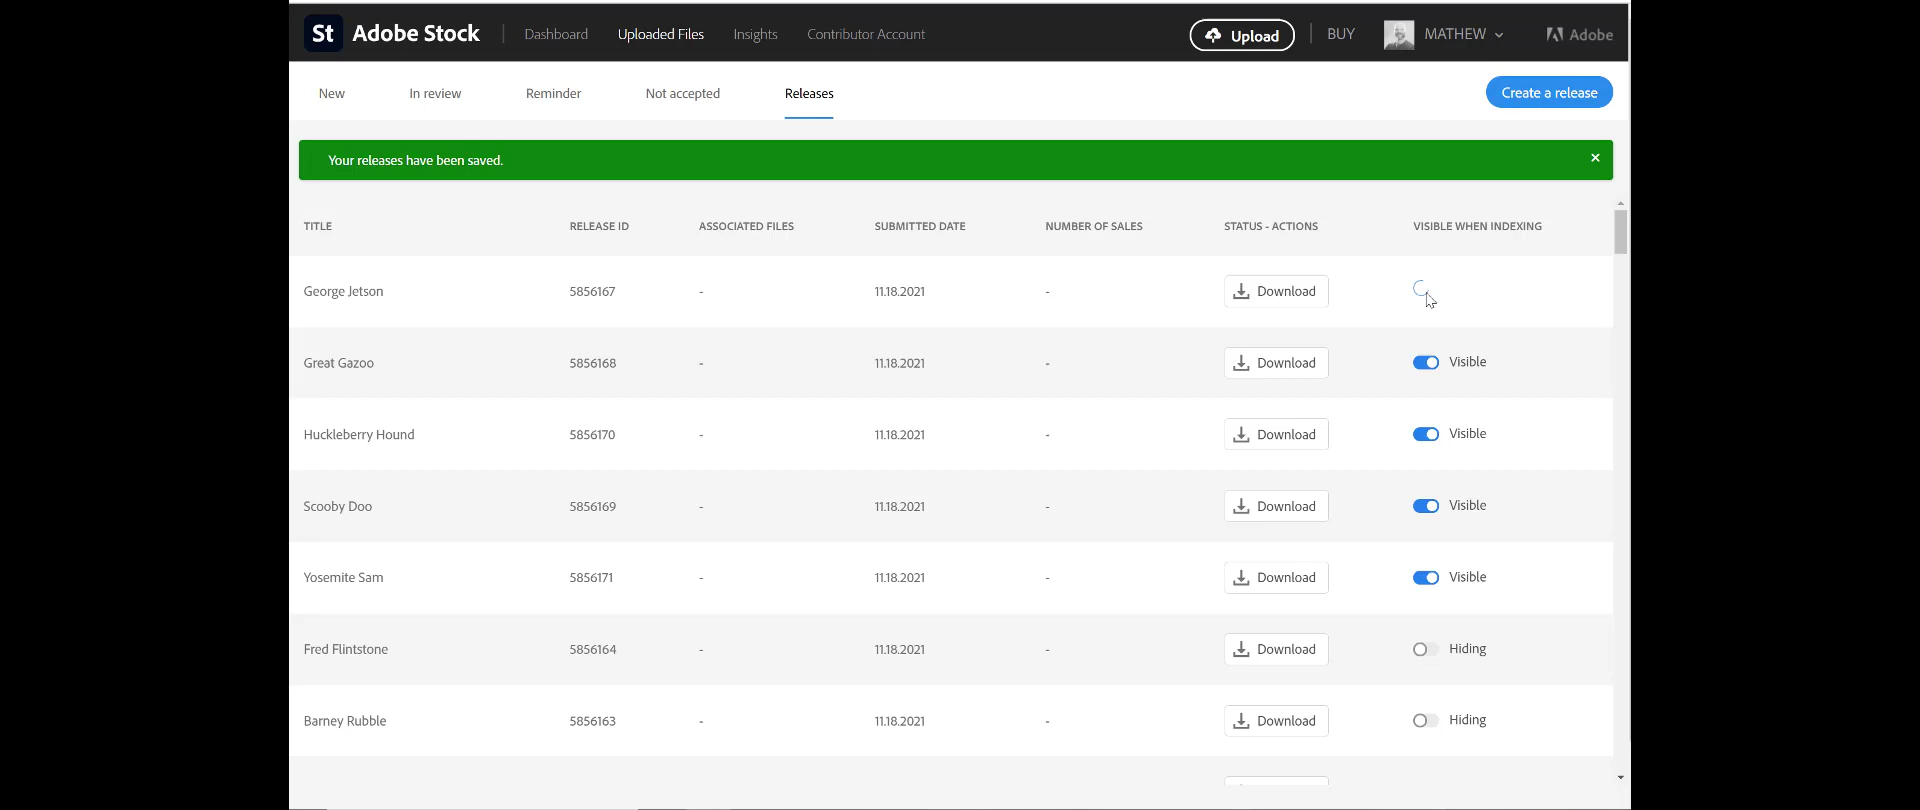 St Adobe Stock Dashboard Uploaded Files Insights Contributor Account Upload BUY MATHEW Adobe
New In review Reminder Not accepted Releases Create a release
Your releases have been saved. ×
TITLE RELEASE ID ASSOCIATED FILES SUBMITTED DATE NUMBER OF SALES STATUS - ACTIONS VISIBLE WHEN INDEXING
George Jetson 5856167 - 11.18.2021 - Download
Great Gazoo 5856168 - 11.18.2021 - Download Visible
Huckleberry Hound 5856170 - 11.18.2021 - Download Visible
Scooby Doo 5856169 - 11.18.2021 - Download Visible
Yosemite Sam 5856171 - 11.18.2021 - Download Visible
Fred Flintstone 5856164 - 11.18.2021 - Download Hiding
Barney Rubble 5856163 - 11.18.2021 - Download Hiding